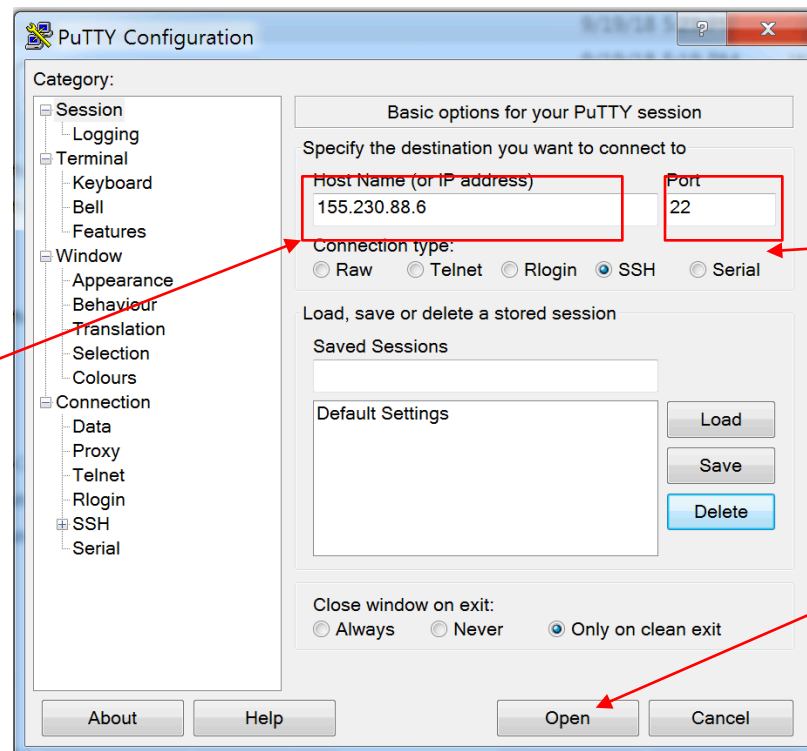 9/19/18 5
PuTTY Configuration
Category:
Session
Logging
Terminal
Keyboard
Bell
Features
Window
Appearance
Behaviour
Translation
Selection
Colours
Connection
Data
Proxy
Telnet
Rlogin
SSH
Serial
Basic options for your PuTTY session
Specify the destination you want to connect to
Host Name (or IP address) Port
155.230.88.6 22
Connection type:
Raw Telnet Rlogin SSH Serial
Load, save or delete a stored session
Saved Sessions
Default Settings
Load
Save
Delete
Close window on exit:
Always Never Only on clean exit
About Help Open Cancel